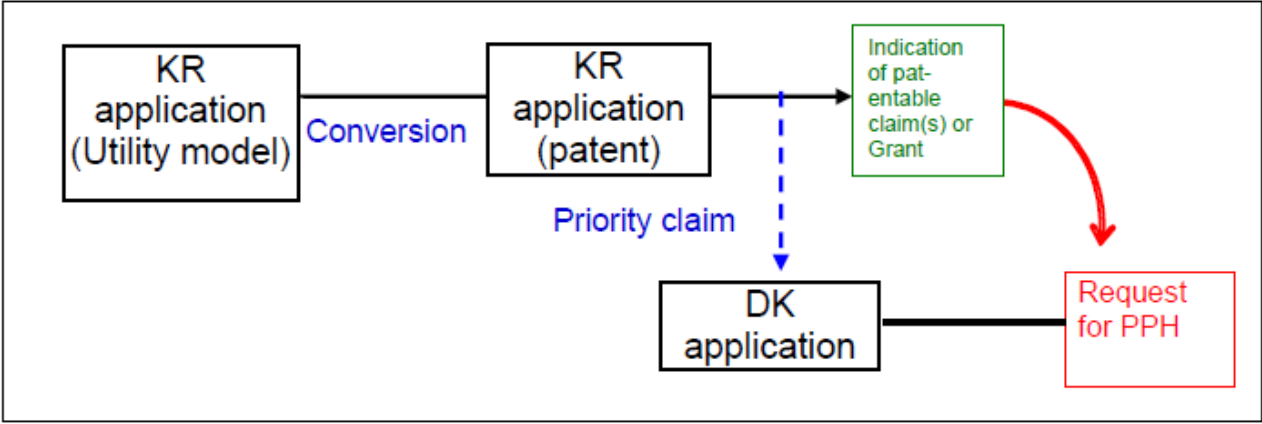 KR
application
(Utility model)
Conversion
KR
application
(patent)
Indication
of pat-
entable
claim(s) or
Grant
Priority claim
DK
application
Request
for PPH